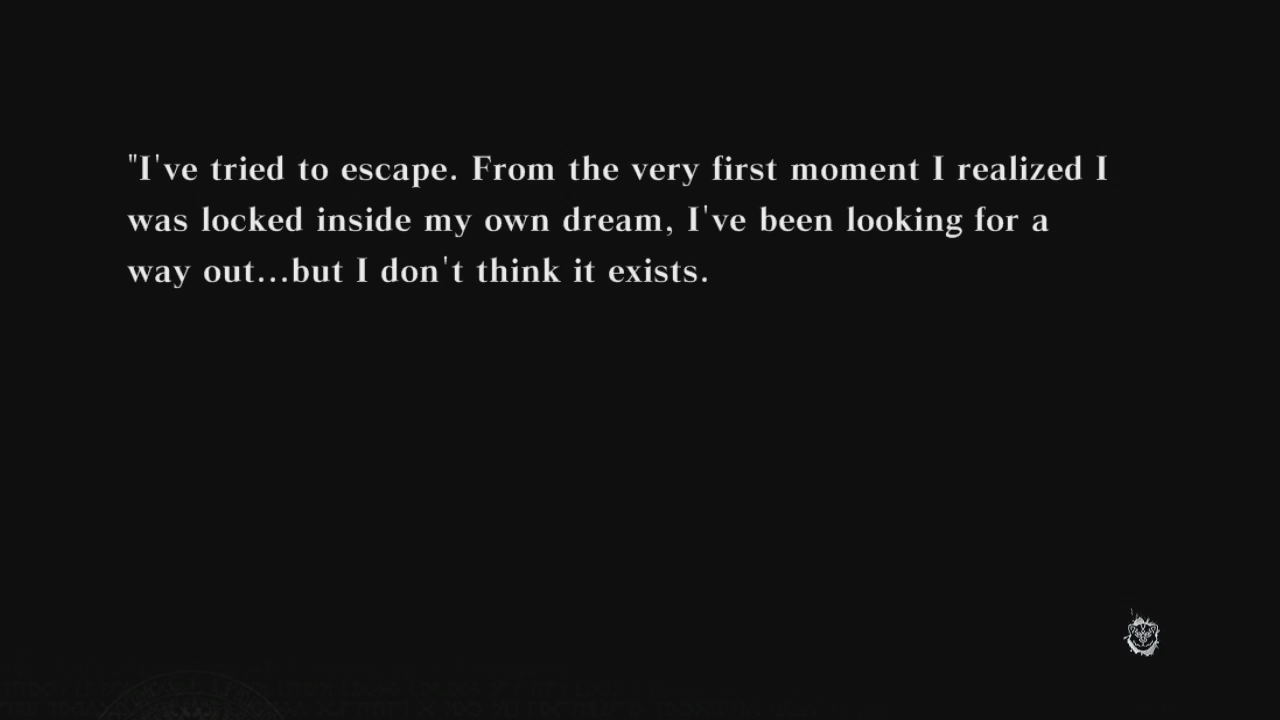 "I've tried to escape. From the very first moment I realized I
was locked inside my own dream, I've been looking for a
way out...but I don't think it exists.